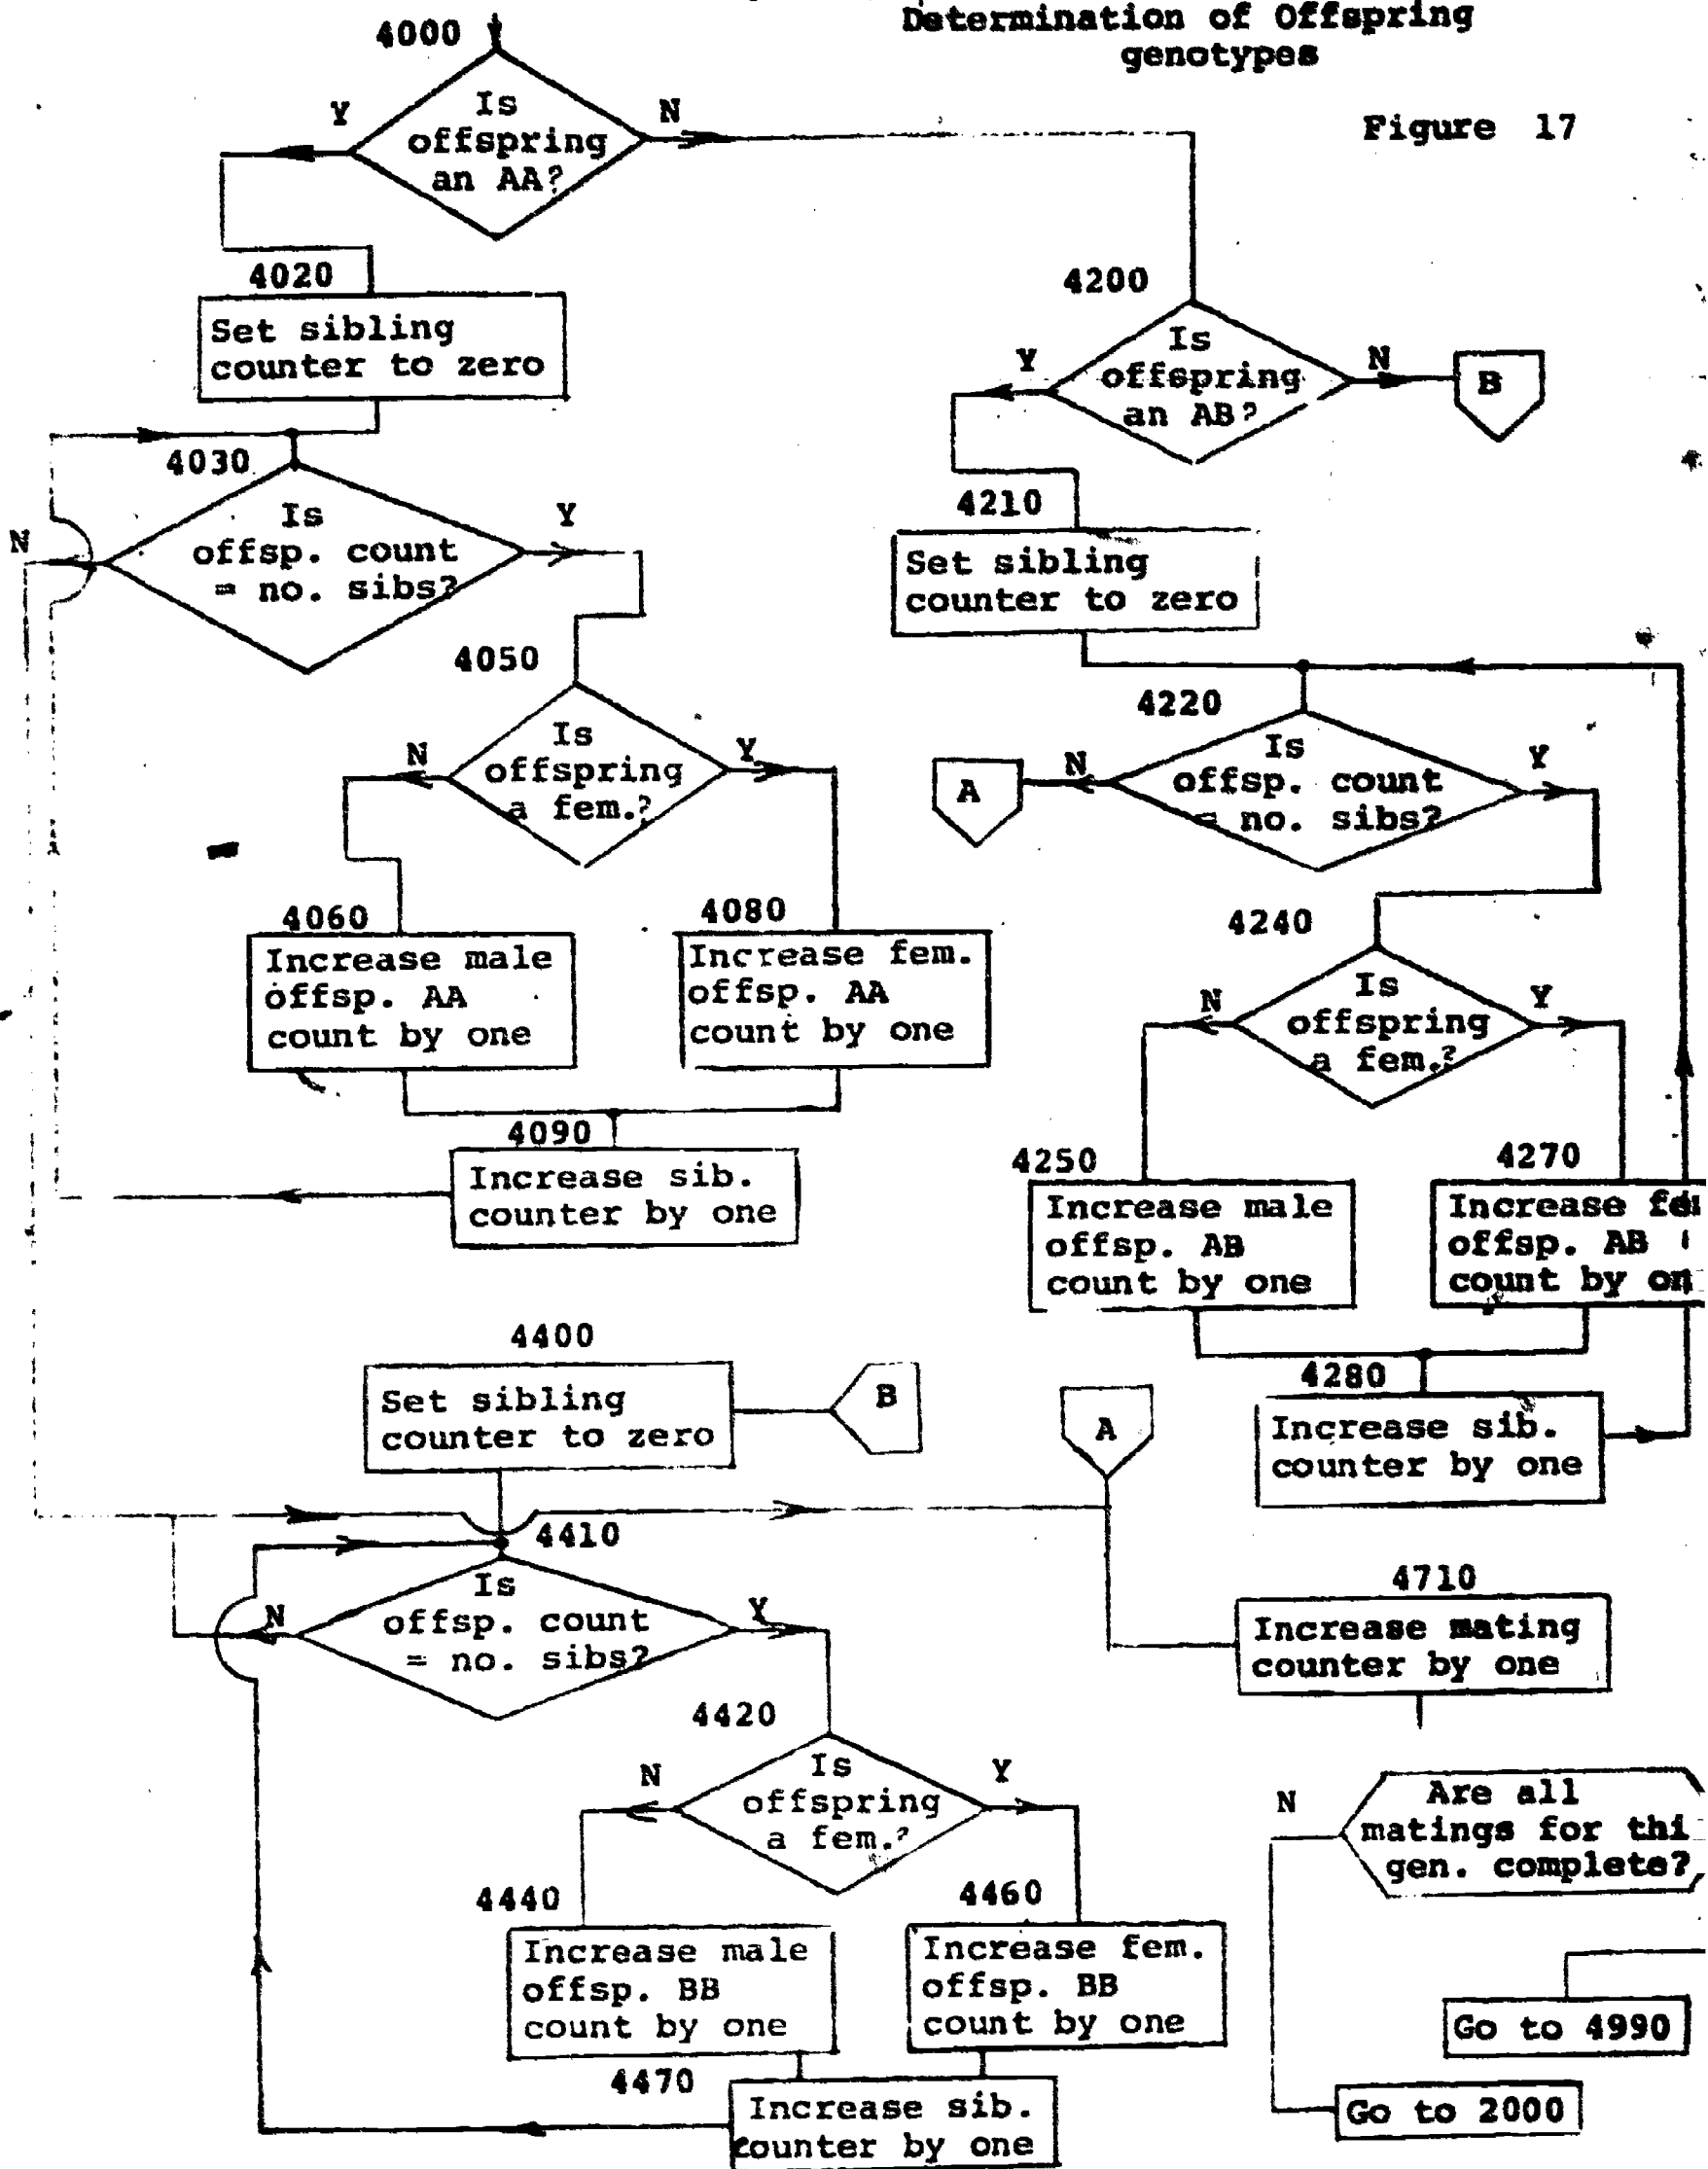 Determination of Offspring
genotypes
Figure 17
4000
Y
N
Is
offspring
an AA?
4020
Set sibling
counter to zero
4030
N
Y
Is
offsp. count
= no. sibs?
4050
N
Y
Is
offspring
a fem.?
4060
Increase male
offsp. AA
count by one
4080
Increase fem.
offsp. AA
count by one
4090
Increase sib.
counter by one
4200
Y
N
Is
offspring
an AB?
B
4210
Set sibling
counter to zero
4220
A
N
Y
Is
offsp. count
= no. sibs?
4240
N
Y
Is
offspring
a fem.?
4250
Increase male
offsp. AB
count by one
4270
Increase
offsp. AB
count by
4280
Increase sib.
counter by one
4400
Set sibling
counter to zero
B
A
4410
N
Y
Is
offsp. count
= no. sibs?
4420
N
Y
Is
offspring
a fem.?
4440
Increase male
offsp. BB
count by one
4460
Increase fem.
offsp. BB
count by one
4470
Increase sib.
counter by one
4710
Increase mating
counter by one
N
Are all
matings for thi
gen. complete?
Go to 4990
Go to 2000